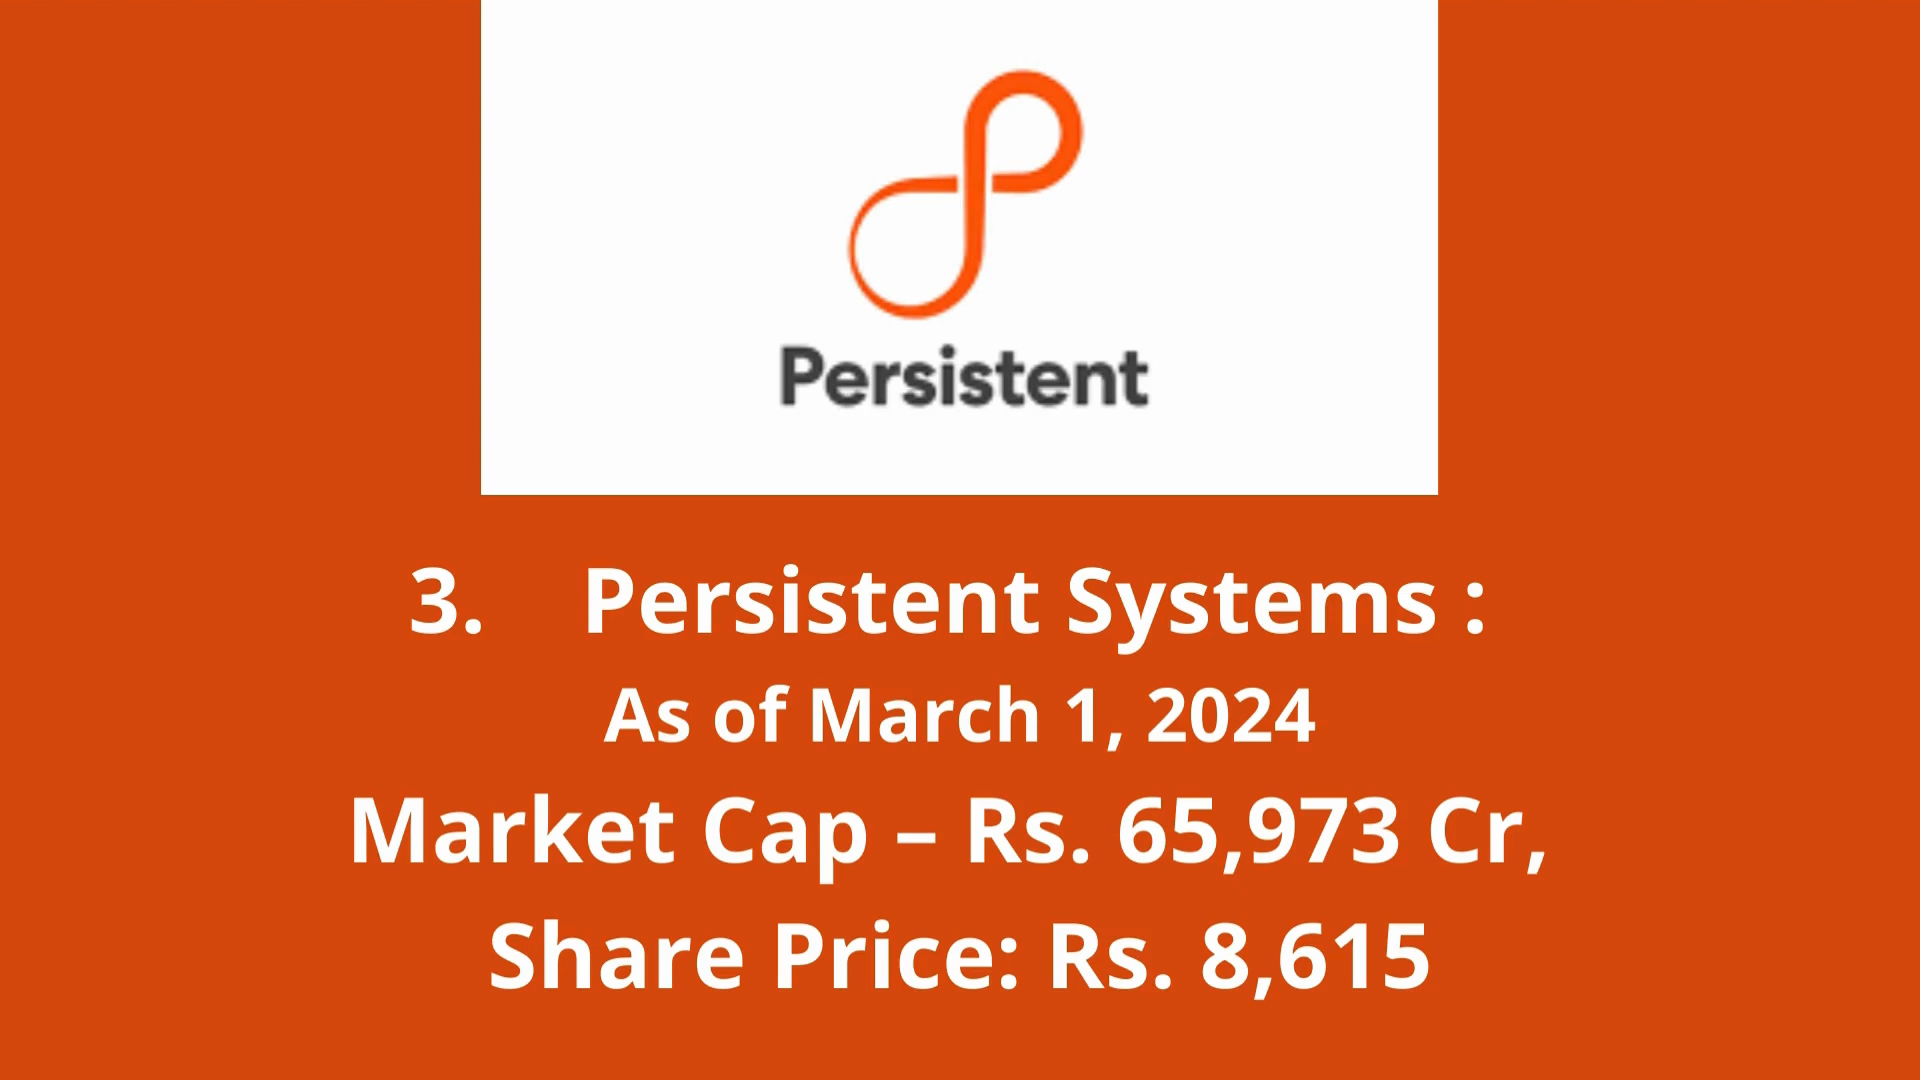 Persistent
3. Persistent Systems :
As of March 1, 2024
Market Cap – Rs. 65,973 Cr,
Share Price: Rs. 8,615